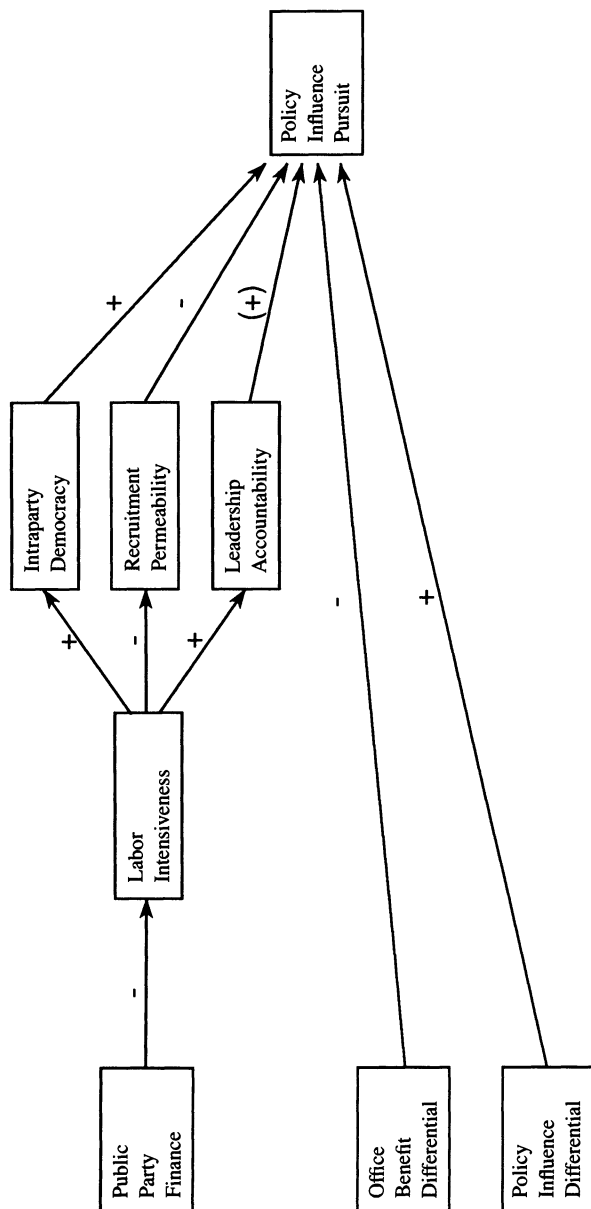 Public
Party
Finance
-
Labor
Intensiveness
+
-
+
Intraparty
Democracy
Recruitment
Permeability
Leadership
Accountability
+
-
(+)
Policy
Influence
Pursuit
Office
Benefit
Differential
-
Policy
Influence
Differential
+